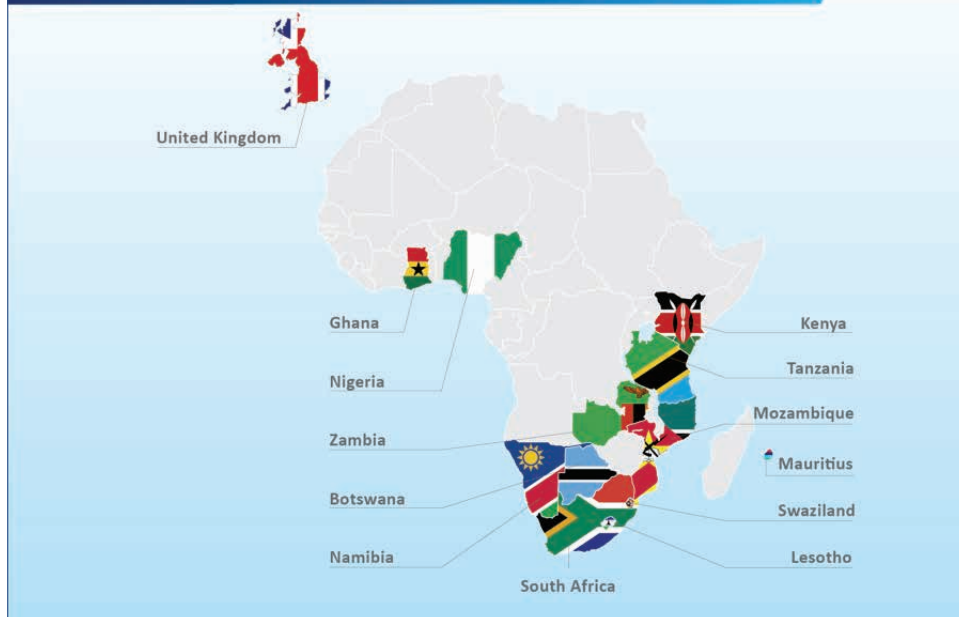 United Kingdom
Ghana
Nigeria
Zambia
Botswana
Namibia
South Africa
Kenya
Tanzania
Mozambique
Mauritius
Swaziland
Lesotho